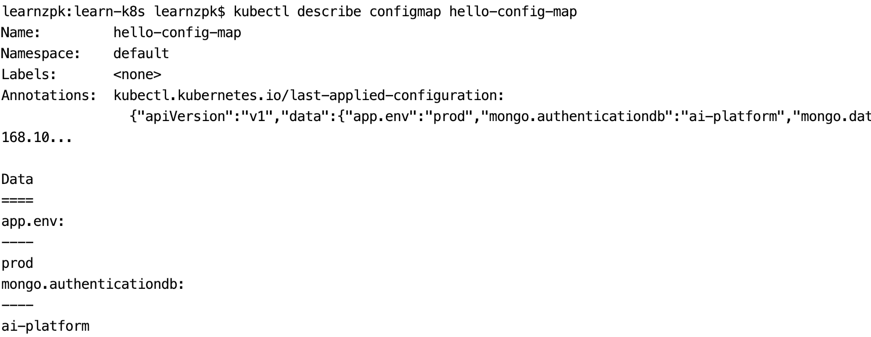 learnzpk:learn-k8s learnzpk$ kubectl describe configmap hello-config-map
Name:         hello-config-map
Namespace:    default
Labels:       <none>
Annotations:  kubectl.kubernetes.io/last-applied-configuration:
                {"apiVersion":"v1","data":{"app.env":"prod","mongo.authenticationdb":"ai-platform","mongo.dat
168.10...

Data
====
app.env:
----
prod
mongo.authenticationdb:
----
ai-platform